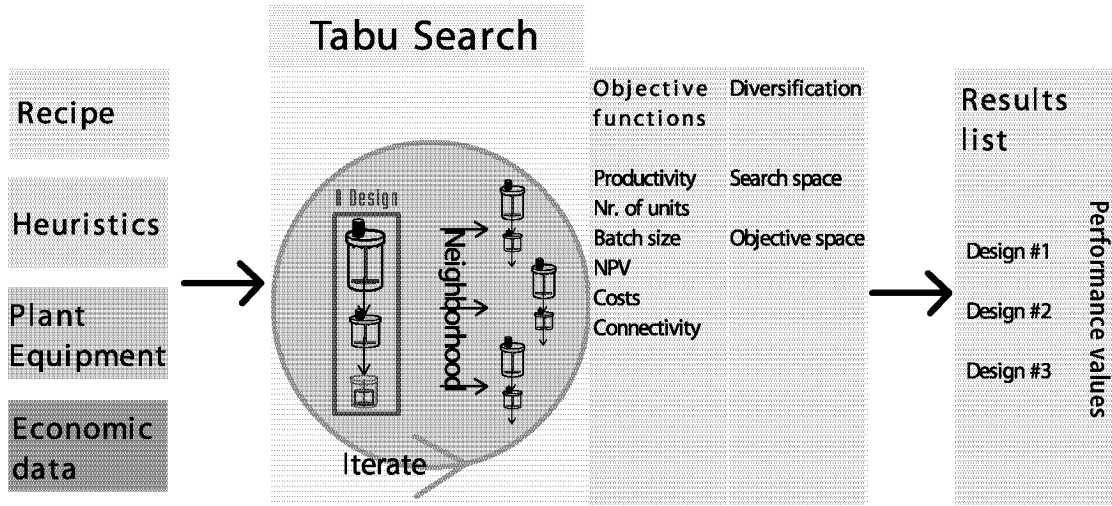 Tabu Search
Recipe
Heuristics
Plant
Equipment
Economic
data
Design
Neighborhood
Iterate
Objective
functions
Productivity
Nr. of units
Batch size
NPV
Costs
Connectivity
Diversification
Search space
Objective space
Results
list
Design #1
Design #2
Design #3
Performance values